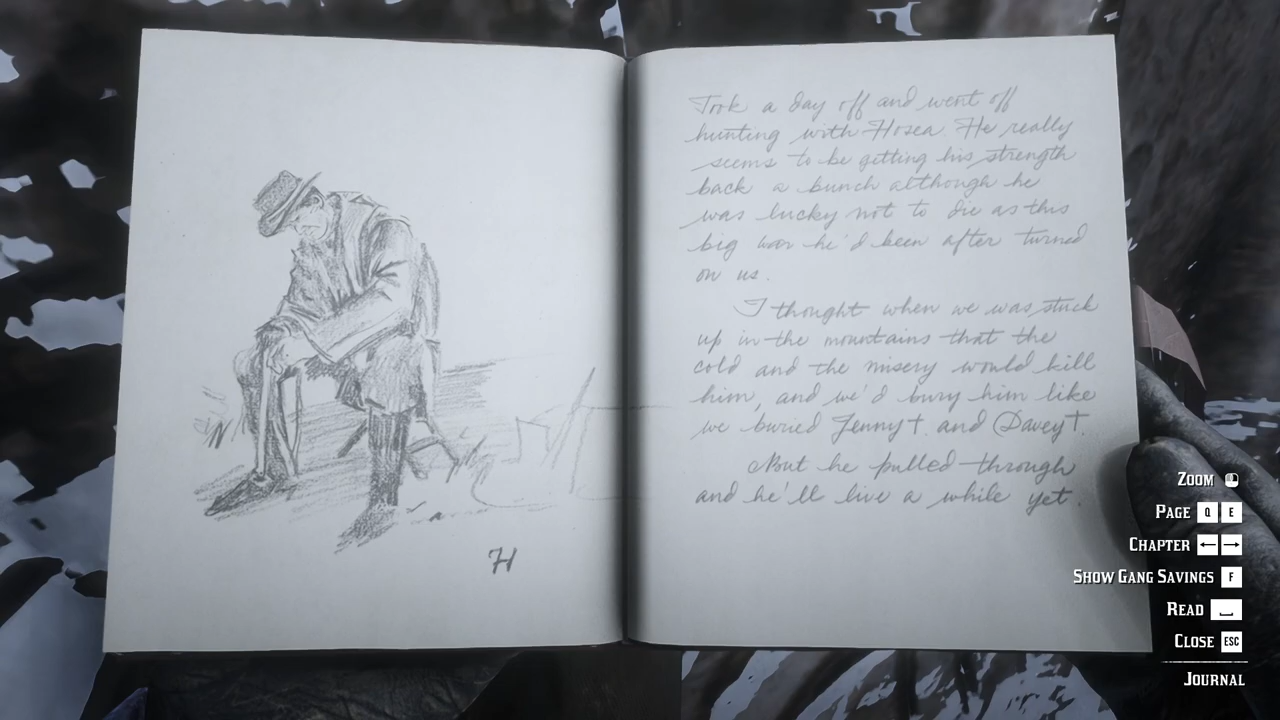 Took a day off and went off
hunting with Hosea. He really
seems to be getting his strength
back a bunch although he
was lucky not to die as this
big bear he'd been after turned
on us.
I thought when we was stuck
up in the mountains that the
cold and the misery would kill
him, and we'd bury him like
we buried Jenny†. and Davey†.
But he pulled through
and he'll live a while yet.
H
ZOOM
PAGE Q E
CHAPTER ← →
SHOW GANG SAVINGS F
READ
CLOSE ESC
JOURNAL